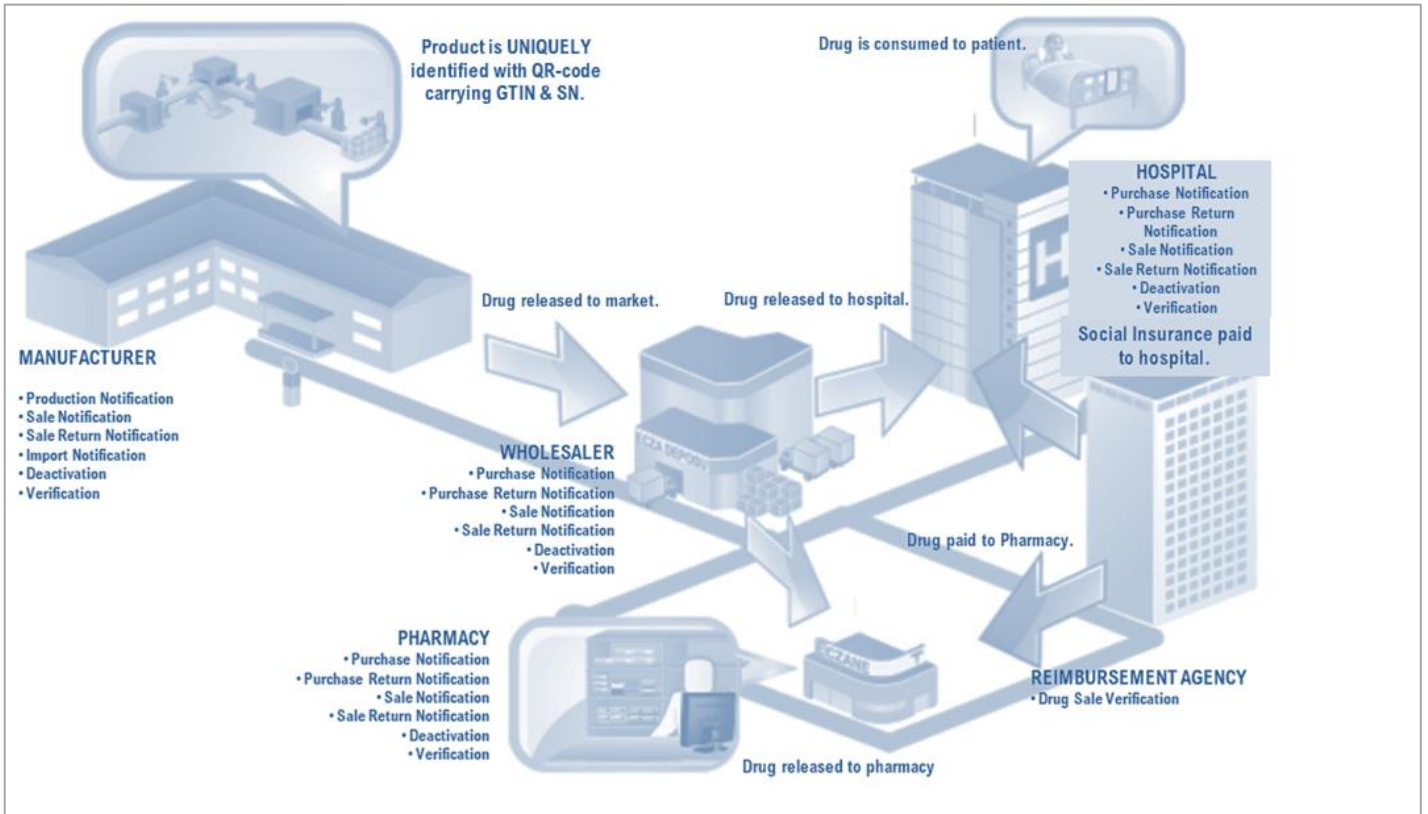 Product is UNIQUELY
identified with QR-code
carrying GTIN & SN.
Drug is consumed to patient.
HOSPITAL
• Purchase Notification
• Purchase Return
Notification
• Sale Notification
• Sale Return Notification
• Deactivation
• Verification
Social Insurance paid
to hospital.
H
Drug released to market.
Drug released to hospital.
MANUFACTURER
• Production Notification
• Sale Notification
• Sale Return Notification
• Import Notification
• Deactivation
• Verification
ECZA DEPOSU
WHOLESALER
• Purchase Notification
• Purchase Return Notification
• Sale Notification
• Sale Return Notification
• Deactivation
• Verification
Drug paid to Pharmacy.
PHARMACY
• Purchase Notification
• Purchase Return Notification
• Sale Notification
• Sale Return Notification
• Deactivation
• Verification
ECZANE
REIMBURSEMENT AGENCY
• Drug Sale Verification
Drug released to pharmacy